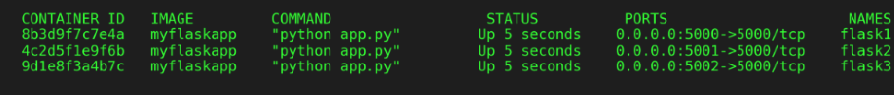 CONTAINER ID IMAGE COMMAND STATUS PORTS NAMES
8b3d9f7c7e4a myflaskapp "python app.py" Up 5 seconds 0.0.0.0:5000->5000/tcp flask1
4c2d5f1e9f6b myflaskapp "python app.py" Up 5 seconds 0.0.0.0:5001->5000/tcp flask2
9d1e8f3a4b7c myflaskapp "python app.py" Up 5 seconds 0.0.0.0:5002->5000/tcp flask3